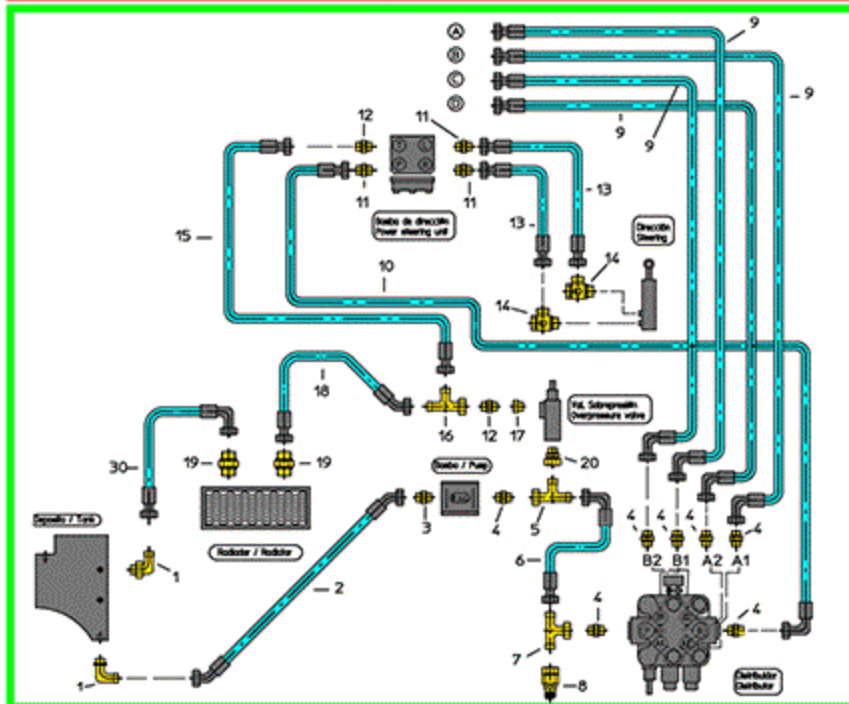 A
9
B
C
D
9
9
9
12
11
T L
P R
11
11
13
15
Bomba de dirección
Power steering unit
13
Dirección
Steering
10
14
14
18
Val. Sobrepresión
Overpressure valve
16
12
17
30
19
19
Bomba / Pump
20
3
4
5
4
4
4
4
Deposito / Tank
Radiador / Radiator
6
B2 B1 A2 A1
1
2
4
4
7
1
8
Distribuidor
Distributor